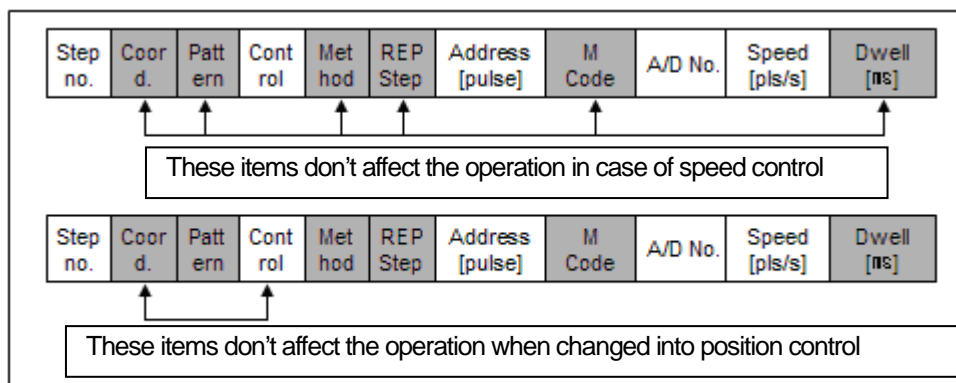 Step Coor Patt Cont Met REP Address M A/D No. Speed Dwell
no. d. ern rol hod Step [pulse] Code [pls/s] [ms]
These items don't affect the operation in case of speed control
Step Coor Patt Cont Met REP Address M A/D No. Speed Dwell
no. d. ern rol hod Step [pulse] Code [pls/s] [ms]
These items don't affect the operation when changed into position control